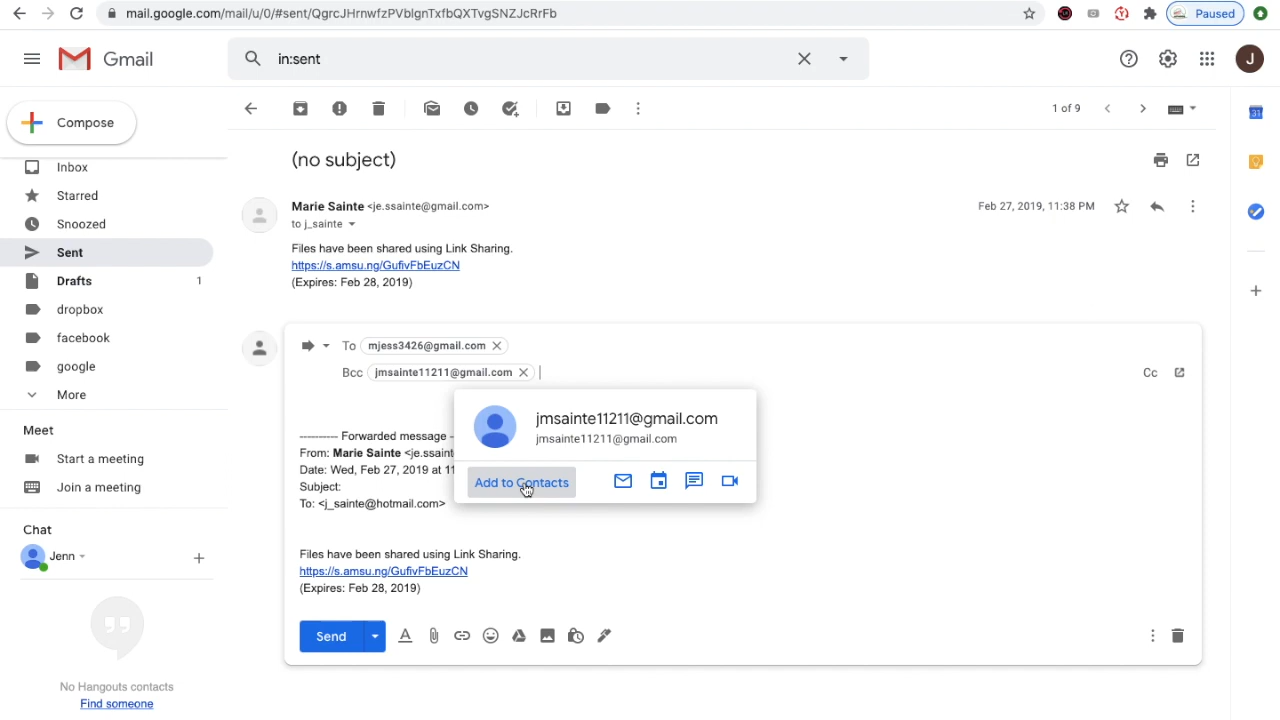 mail.google.com/mail/u/0/#sent/QgrcJHrnwfzPVblgnTxfbQXTvgSNZJcRrFb
Paused
Gmail
in:sent
J
Compose
1 of 9
31
Inbox
Starred
Snoozed
Sent
Drafts 1
dropbox
facebook
google
More
Meet
Start a meeting
Join a meeting
Chat
Jenn
No Hangouts contacts
Find someone
(no subject)
Marie Sainte <je.ssainte@gmail.com> Feb 27, 2019, 11:38 PM
to j_sainte
Files have been shared using Link Sharing.
https://s.amsu.ng/GufivFbEuzCN
(Expires: Feb 28, 2019)
To mjess3426@gmail.com
Bcc jmsainte11211@gmail.com Cc
jmsainte11211@gmail.com
jmsainte11211@gmail.com
Add to Contacts
---------- Forwarded message -
From: Marie Sainte <je.ssainte
Date: Wed, Feb 27, 2019 at 11
Subject:
To: <j_sainte@hotmail.com>
Files have been shared using Link Sharing.
https://s.amsu.ng/GufivFbEuzCN
(Expires: Feb 28, 2019)
Send